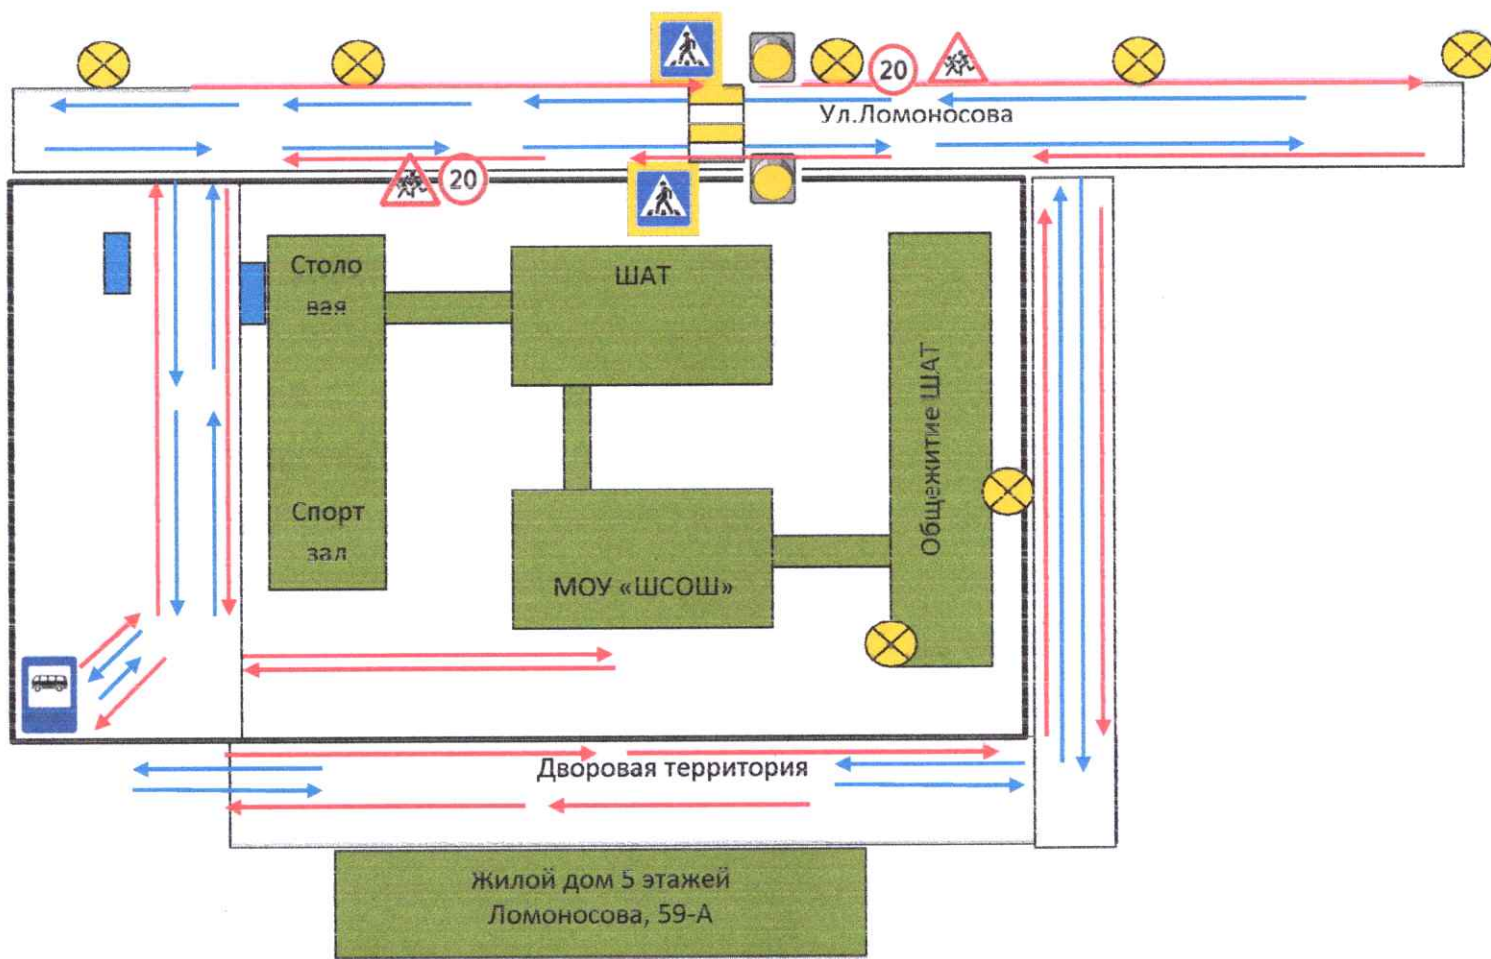 20
Ул.Ломоносова
20
Столо
вая
ШАТ
Общежитие ШАТ
Спорт
зал
МОУ «ШСОШ»
Дворовая территория
Жилой дом 5 этажей
Ломоносова, 59-А